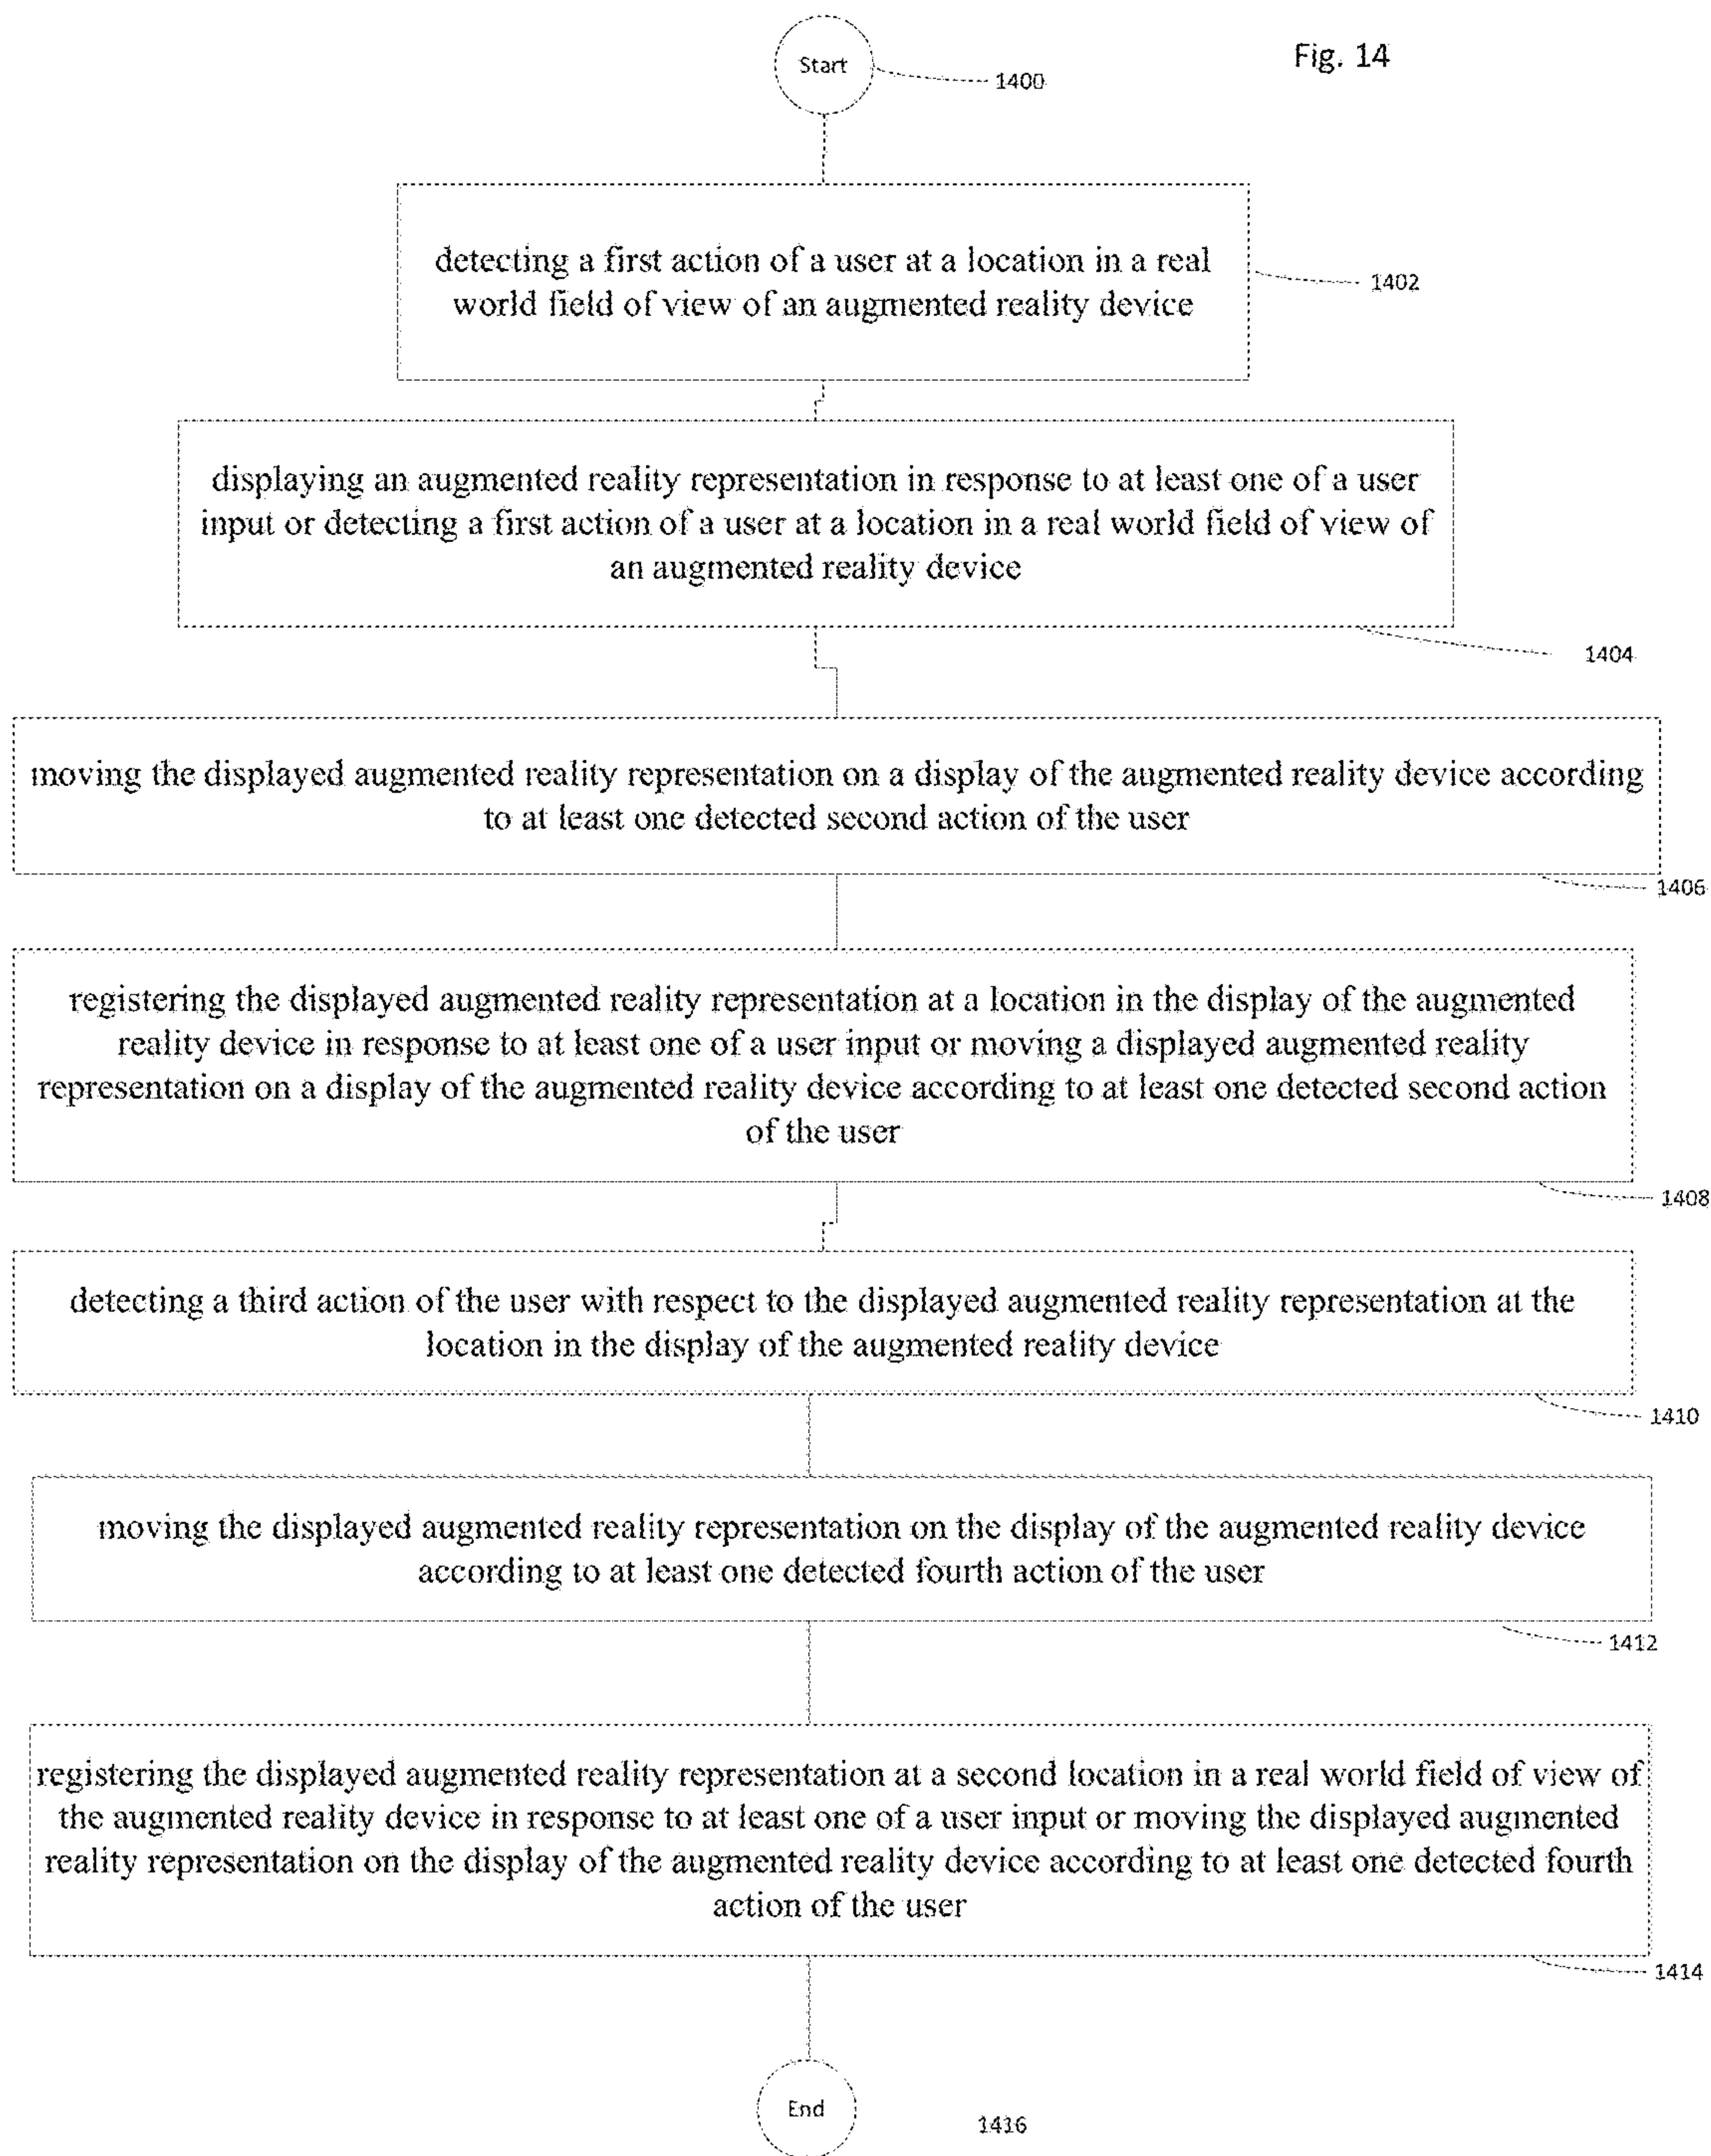 Fig. 14
Start
1400
detecting a first action of a user at a location in a real
world field of view of an augmented reality device
1402
displaying an augmented reality representation in response to at least one of a user
input or detecting a first action of a user at a location in a real world field of view of
an augmented reality device
1404
moving the displayed augmented reality representation on a display of the augmented reality device according
to at least one detected second action of the user
1406
registering the displayed augmented reality representation at a location in the display of the augmented
reality device in response to at least one of a user input or moving a displayed augmented reality
representation on a display of the augmented reality device according to at least one detected second action
of the user
1408
detecting a third action of the user with respect to the displayed augmented reality representation at the
location in the display of the augmented reality device
1410
moving the displayed augmented reality representation on the display of the augmented reality device
according to at least one detected fourth action of the user
1412
registering the displayed augmented reality representation at a second location in a real world field of view of
the augmented reality device in response to at least one of a user input or moving the displayed augmented
reality representation on the display of the augmented reality device according to at least one detected fourth
action of the user
1414
End
1416